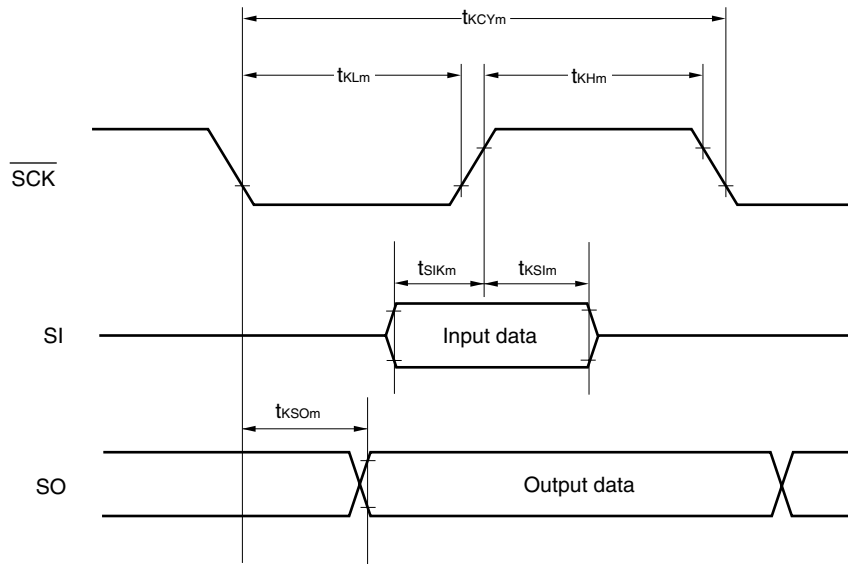 tKCYm
tKLm
tKHm
SCK
tSIKm
tKSIm
SI
Input data
tKSOm
SO
Output data